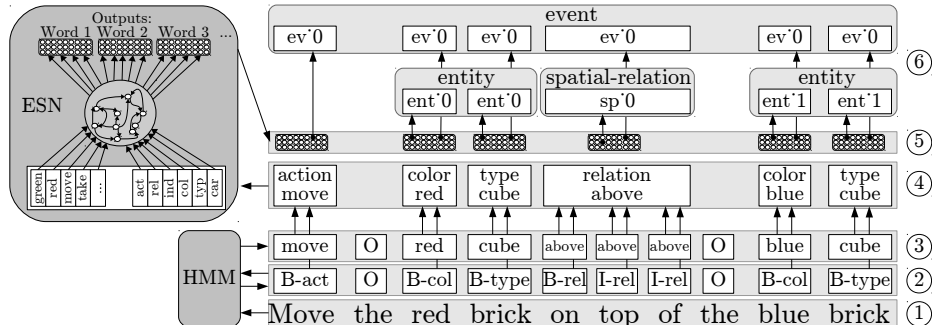 Outputs:
Word 1 Word 2 Word 3 ...
ESN
green red move take ... act rel ind col typ car
event
ev.0 ev.0 ev.0 ev.0 ev.0 ev.0
⑥
entity spatial-relation entity
ent.0 ent.0 sp.0 ent.1 ent.1
⑤
action color type relation color type
move red cube above blue cube
④
HMM
move O red cube above above above O blue cube
③
B-act O B-col B-type B-rel I-rel I-rel O B-col B-type
②
Move the red brick on top of the blue brick
①